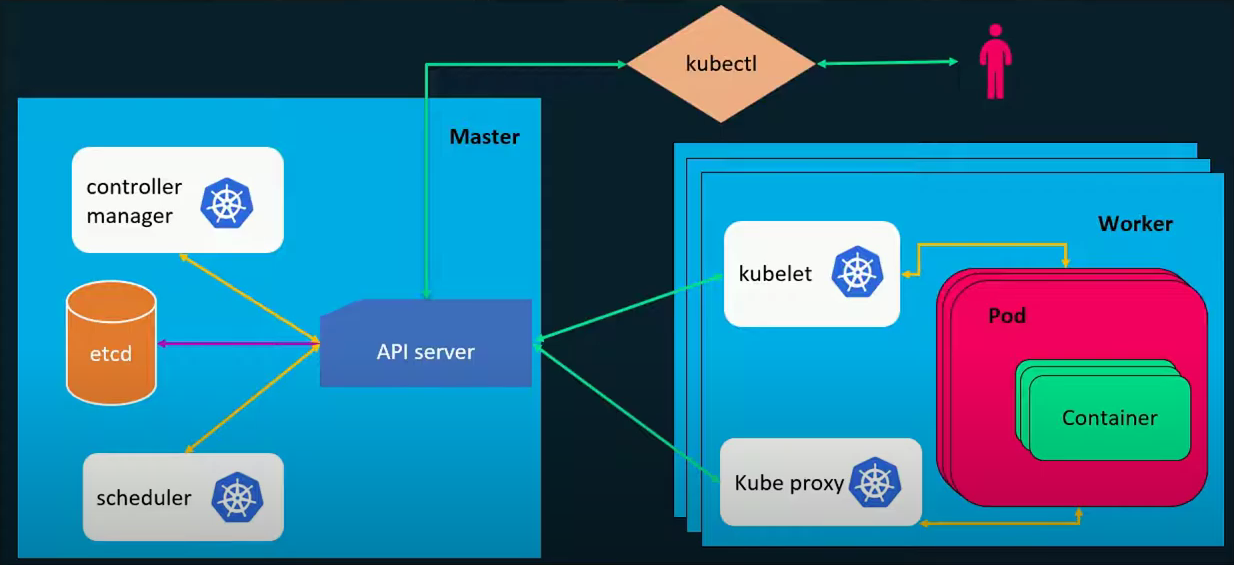 kubectl
Master
controller
manager
etcd
API server
scheduler
Worker
kubelet
Pod
Container
Kube proxy